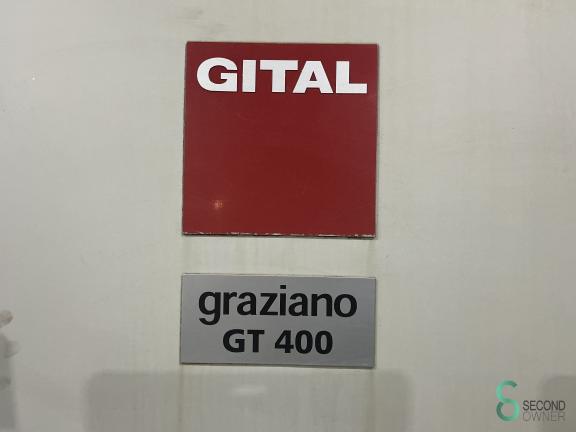 GITAL
graziano
GT 400
SECOND
OWNER